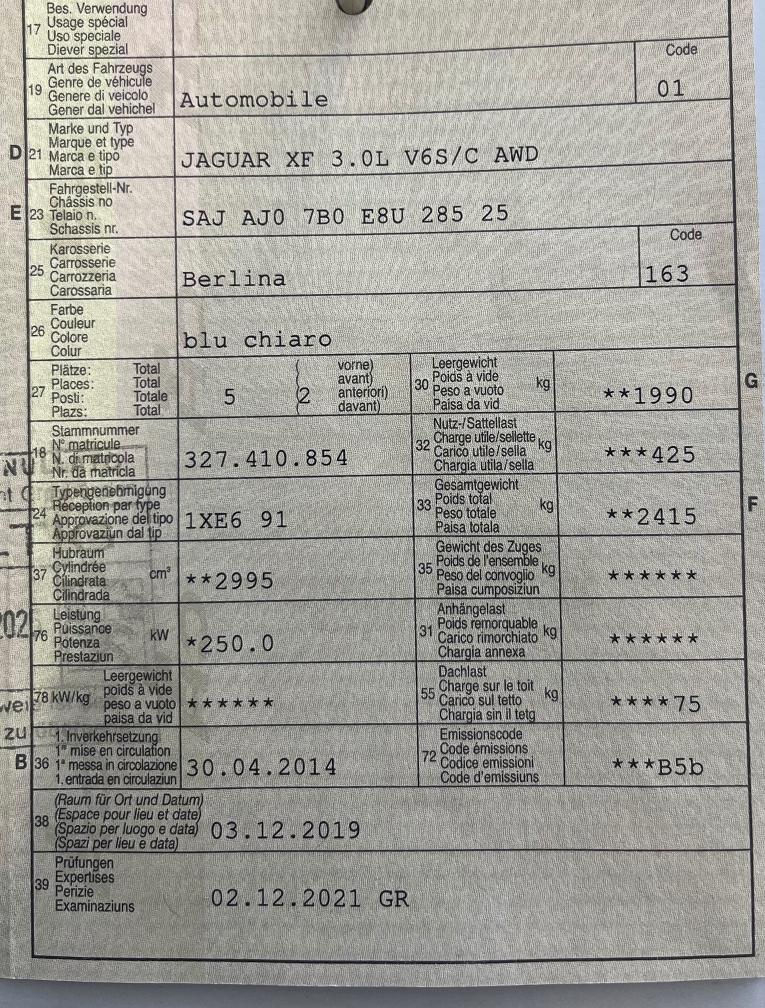 Bes. Verwendung
17 Usage spécial
Uso speciale
Diever spezial
Art des Fahrzeugs
19 Genre de véhicule
Genere di veicolo
Gener dal vehichel
Automobile
Code
01
Marke und Typ
D 21 Marque et type
Marca e tipo
Marca e tip
JAGUAR XF 3.0L V6S/C AWD
Fahrgestell-Nr.
Châssis no
E 23 Telaio n.
Schassis nr.
SAJ AJ0 7B0 E8U 285 25
Karosserie
25 Carrosserie
Carrozzeria
Carossaria
Berlina
Code
163
Farbe
26 Couleur
Colore
Colur
blu chiaro
Plätze: Total
27 Places: Total
Posti: Totale
Plazs: Total
5
(2
vorne)
avant)
anteriori)
davant)
Leergewicht
30 Poids à vide kg
Peso a vuoto
Paisa da vid
**1990
G
Stammnummer
18 N° matricule
N. di matricola
Nr. da matricla
327.410.854
Nutz-/Sattellast
32 Charge utile/sellette kg
Carico utile/sella
Chargia utila/sella
***425
Typengenehmigung
24 Réception par type
Approvazione del tipo
Approvaziun dal tip
1XE6 91
Gesamtgewicht
33 Poids total kg
Peso totale
Paisa totala
**2415
F
Hubraum
37 Cylindrée cm³
Cilindrata
Cilindrada
**2995
Gewicht des Zuges
35 Poids de l'ensemble kg
Peso del convoglio
Paisa cumposiziun
******
Leistung
76 Puissance kW
Potenza
Prestaziun
*250.0
Anhängelast
31 Poids remorquable kg
Carico rimorchiato
Chargia annexa
******
Leergewicht
78 kW/kg poids à vide
peso a vuoto
paisa da vid
******
Dachlast
55 Charge sur le toit kg
Carico sul tetto
Chargia sin il tetg
****75
1. Inverkehrsetzung
B 36 1re mise en circulation
1a messa in circolazione
1. entrada en circulaziun
30.04.2014
Emissionscode
72 Code émissions
Codice emissioni
Code d'emissiuns
***B5b
(Raum für Ort und Datum)
38 (Espace pour lieu et date)
(Spazio per luogo e data)
(Spazi per lieu e data)
03.12.2019
Prüfungen
39 Expertises
Perizie
Examinaziuns
02.12.2021 GR